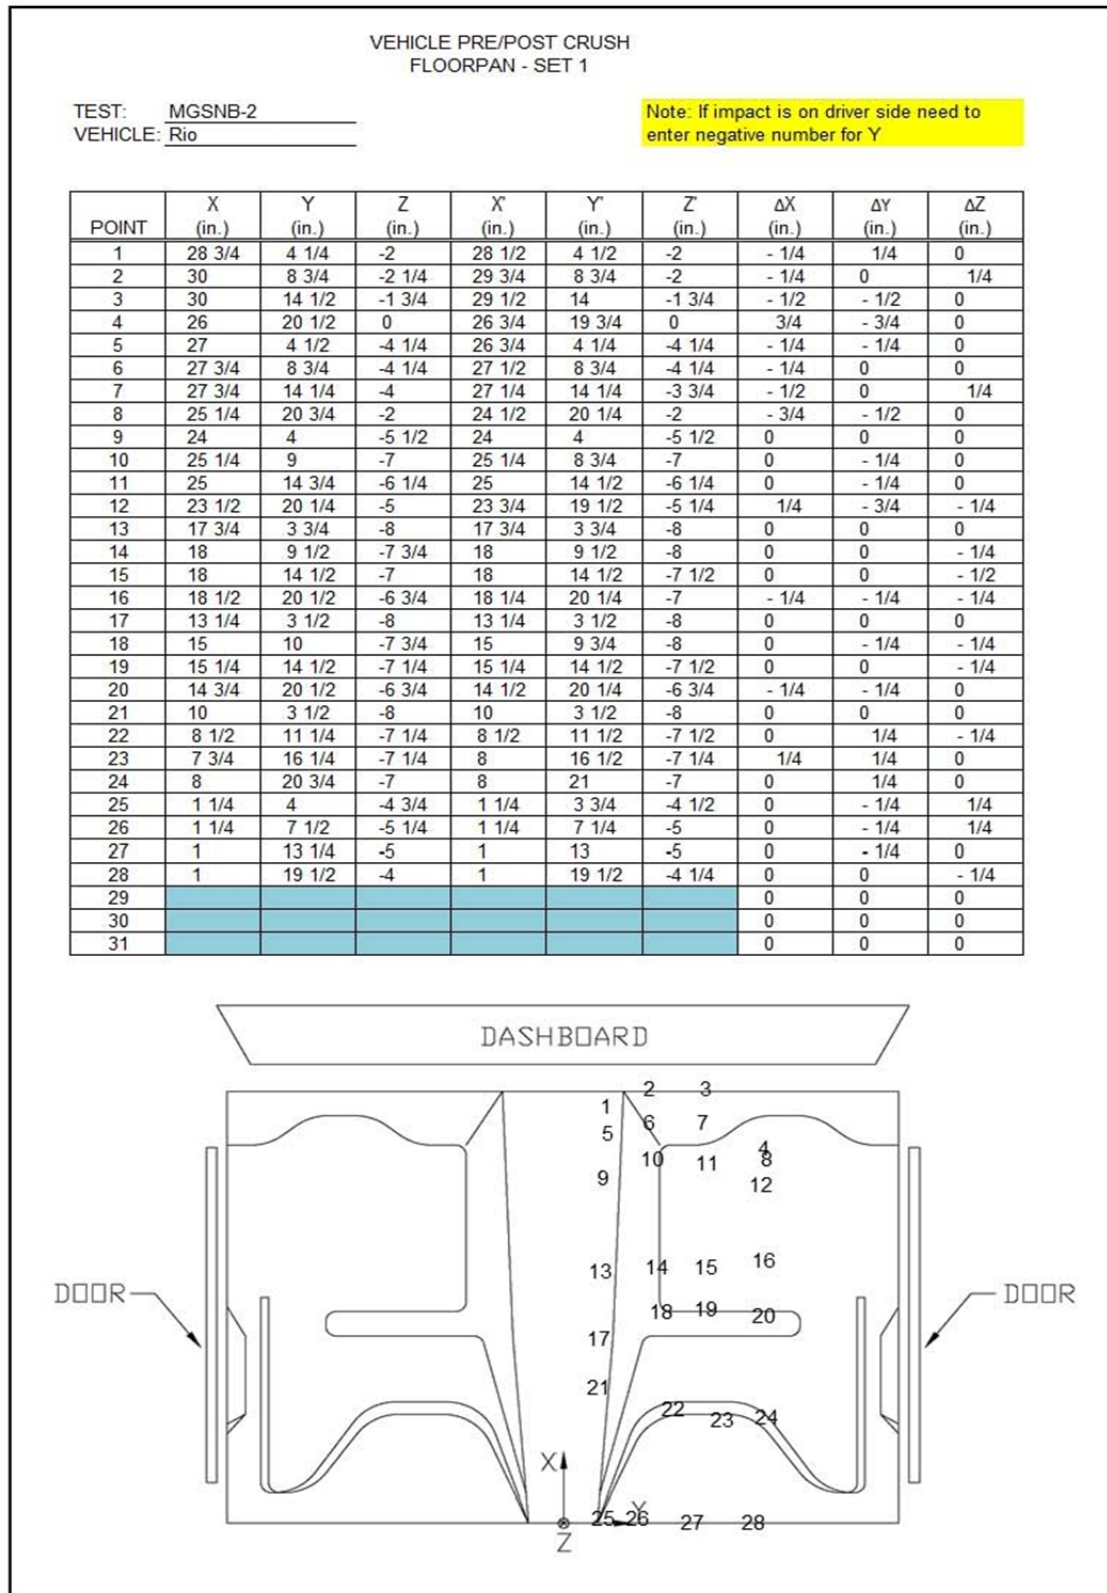 VEHICLE PRE/POST CRUSH
FLOORPAN - SET 1
TEST: MGSNB-2
VEHICLE: Rio
Note: If impact is on driver side need to
enter negative number for Y
POINT X (in.) Y (in.) Z (in.) X' (in.) Y' (in.) Z' (in.) ΔX (in.) ΔY (in.) ΔZ (in.)
1 28 3/4 4 1/4 -2 28 1/2 4 1/2 -2 - 1/4 1/4 0
2 30 8 3/4 -2 1/4 29 3/4 8 3/4 -2 - 1/4 0 1/4
3 30 14 1/2 -1 3/4 29 1/2 14 -1 3/4 - 1/2 - 1/2 0
4 26 20 1/2 0 26 3/4 19 3/4 0 3/4 - 3/4 0
5 27 4 1/2 -4 1/4 26 3/4 4 1/4 -4 1/4 - 1/4 - 1/4 0
6 27 3/4 8 3/4 -4 1/4 27 1/2 8 3/4 -4 1/4 - 1/4 0 0
7 27 3/4 14 1/4 -4 27 1/4 14 1/4 -3 3/4 - 1/2 0 1/4
8 25 1/4 20 3/4 -2 24 1/2 20 1/4 -2 - 3/4 - 1/2 0
9 24 4 -5 1/2 24 4 -5 1/2 0 0 0
10 25 1/4 9 -7 25 1/4 8 3/4 -7 0 - 1/4 0
11 25 14 3/4 -6 1/4 25 14 1/2 -6 1/4 0 - 1/4 0
12 23 1/2 20 1/4 -5 23 3/4 19 1/2 -5 1/4 1/4 - 3/4 - 1/4
13 17 3/4 3 3/4 -8 17 3/4 3 3/4 -8 0 0 0
14 18 9 1/2 -7 3/4 18 9 1/2 -8 0 0 - 1/4
15 18 14 1/2 -7 18 14 1/2 -7 1/2 0 0 - 1/2
16 18 1/2 20 1/2 -6 3/4 18 1/4 20 1/4 -7 - 1/4 - 1/4 - 1/4
17 13 1/4 3 1/2 -8 13 1/4 3 1/2 -8 0 0 0
18 15 10 -7 3/4 15 9 3/4 -8 0 - 1/4 - 1/4
19 15 1/4 14 1/2 -7 1/4 15 1/4 14 1/2 -7 1/2 0 0 - 1/4
20 14 3/4 20 1/2 -6 3/4 14 1/2 20 1/4 -6 3/4 - 1/4 - 1/4 0
21 10 3 1/2 -8 10 3 1/2 -8 0 0 0
22 8 1/2 11 1/4 -7 1/4 8 1/2 11 1/2 -7 1/2 0 1/4 - 1/4
23 7 3/4 16 1/4 -7 1/4 8 16 1/2 -7 1/4 1/4 1/4 0
24 8 20 3/4 -7 8 21 -7 0 1/4 0
25 1 1/4 4 -4 3/4 1 1/4 3 3/4 -4 1/2 0 - 1/4 1/4
26 1 1/4 7 1/2 -5 1/4 1 1/4 7 1/4 -5 0 - 1/4 1/4
27 1 13 1/4 -5 1 13 -5 0 - 1/4 0
28 1 19 1/2 -4 1 19 1/2 -4 1/4 0 0 - 1/4
29 0 0 0
30 0 0 0
31 0 0 0
DASHBOARD
2 3
1
6 7
5
4
10 11 8
9
12
13 14 15 16
DOOR DOOR
18 19 20
17
21
22 23 24
X
25 26 27 28
Y
Z